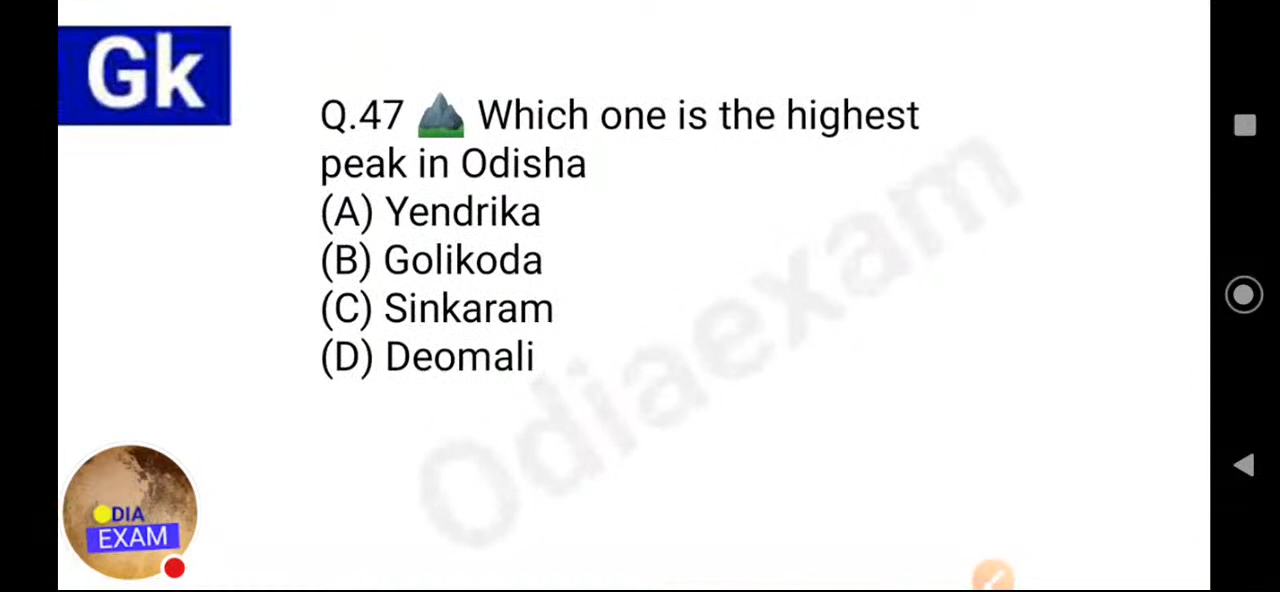 Gk
Q.47 ⛰️ Which one is the highest
peak in Odisha
(A) Yendrika
(B) Golikoda
(C) Sinkaram
(D) Deomali
Odiaexam
DIA
EXAM